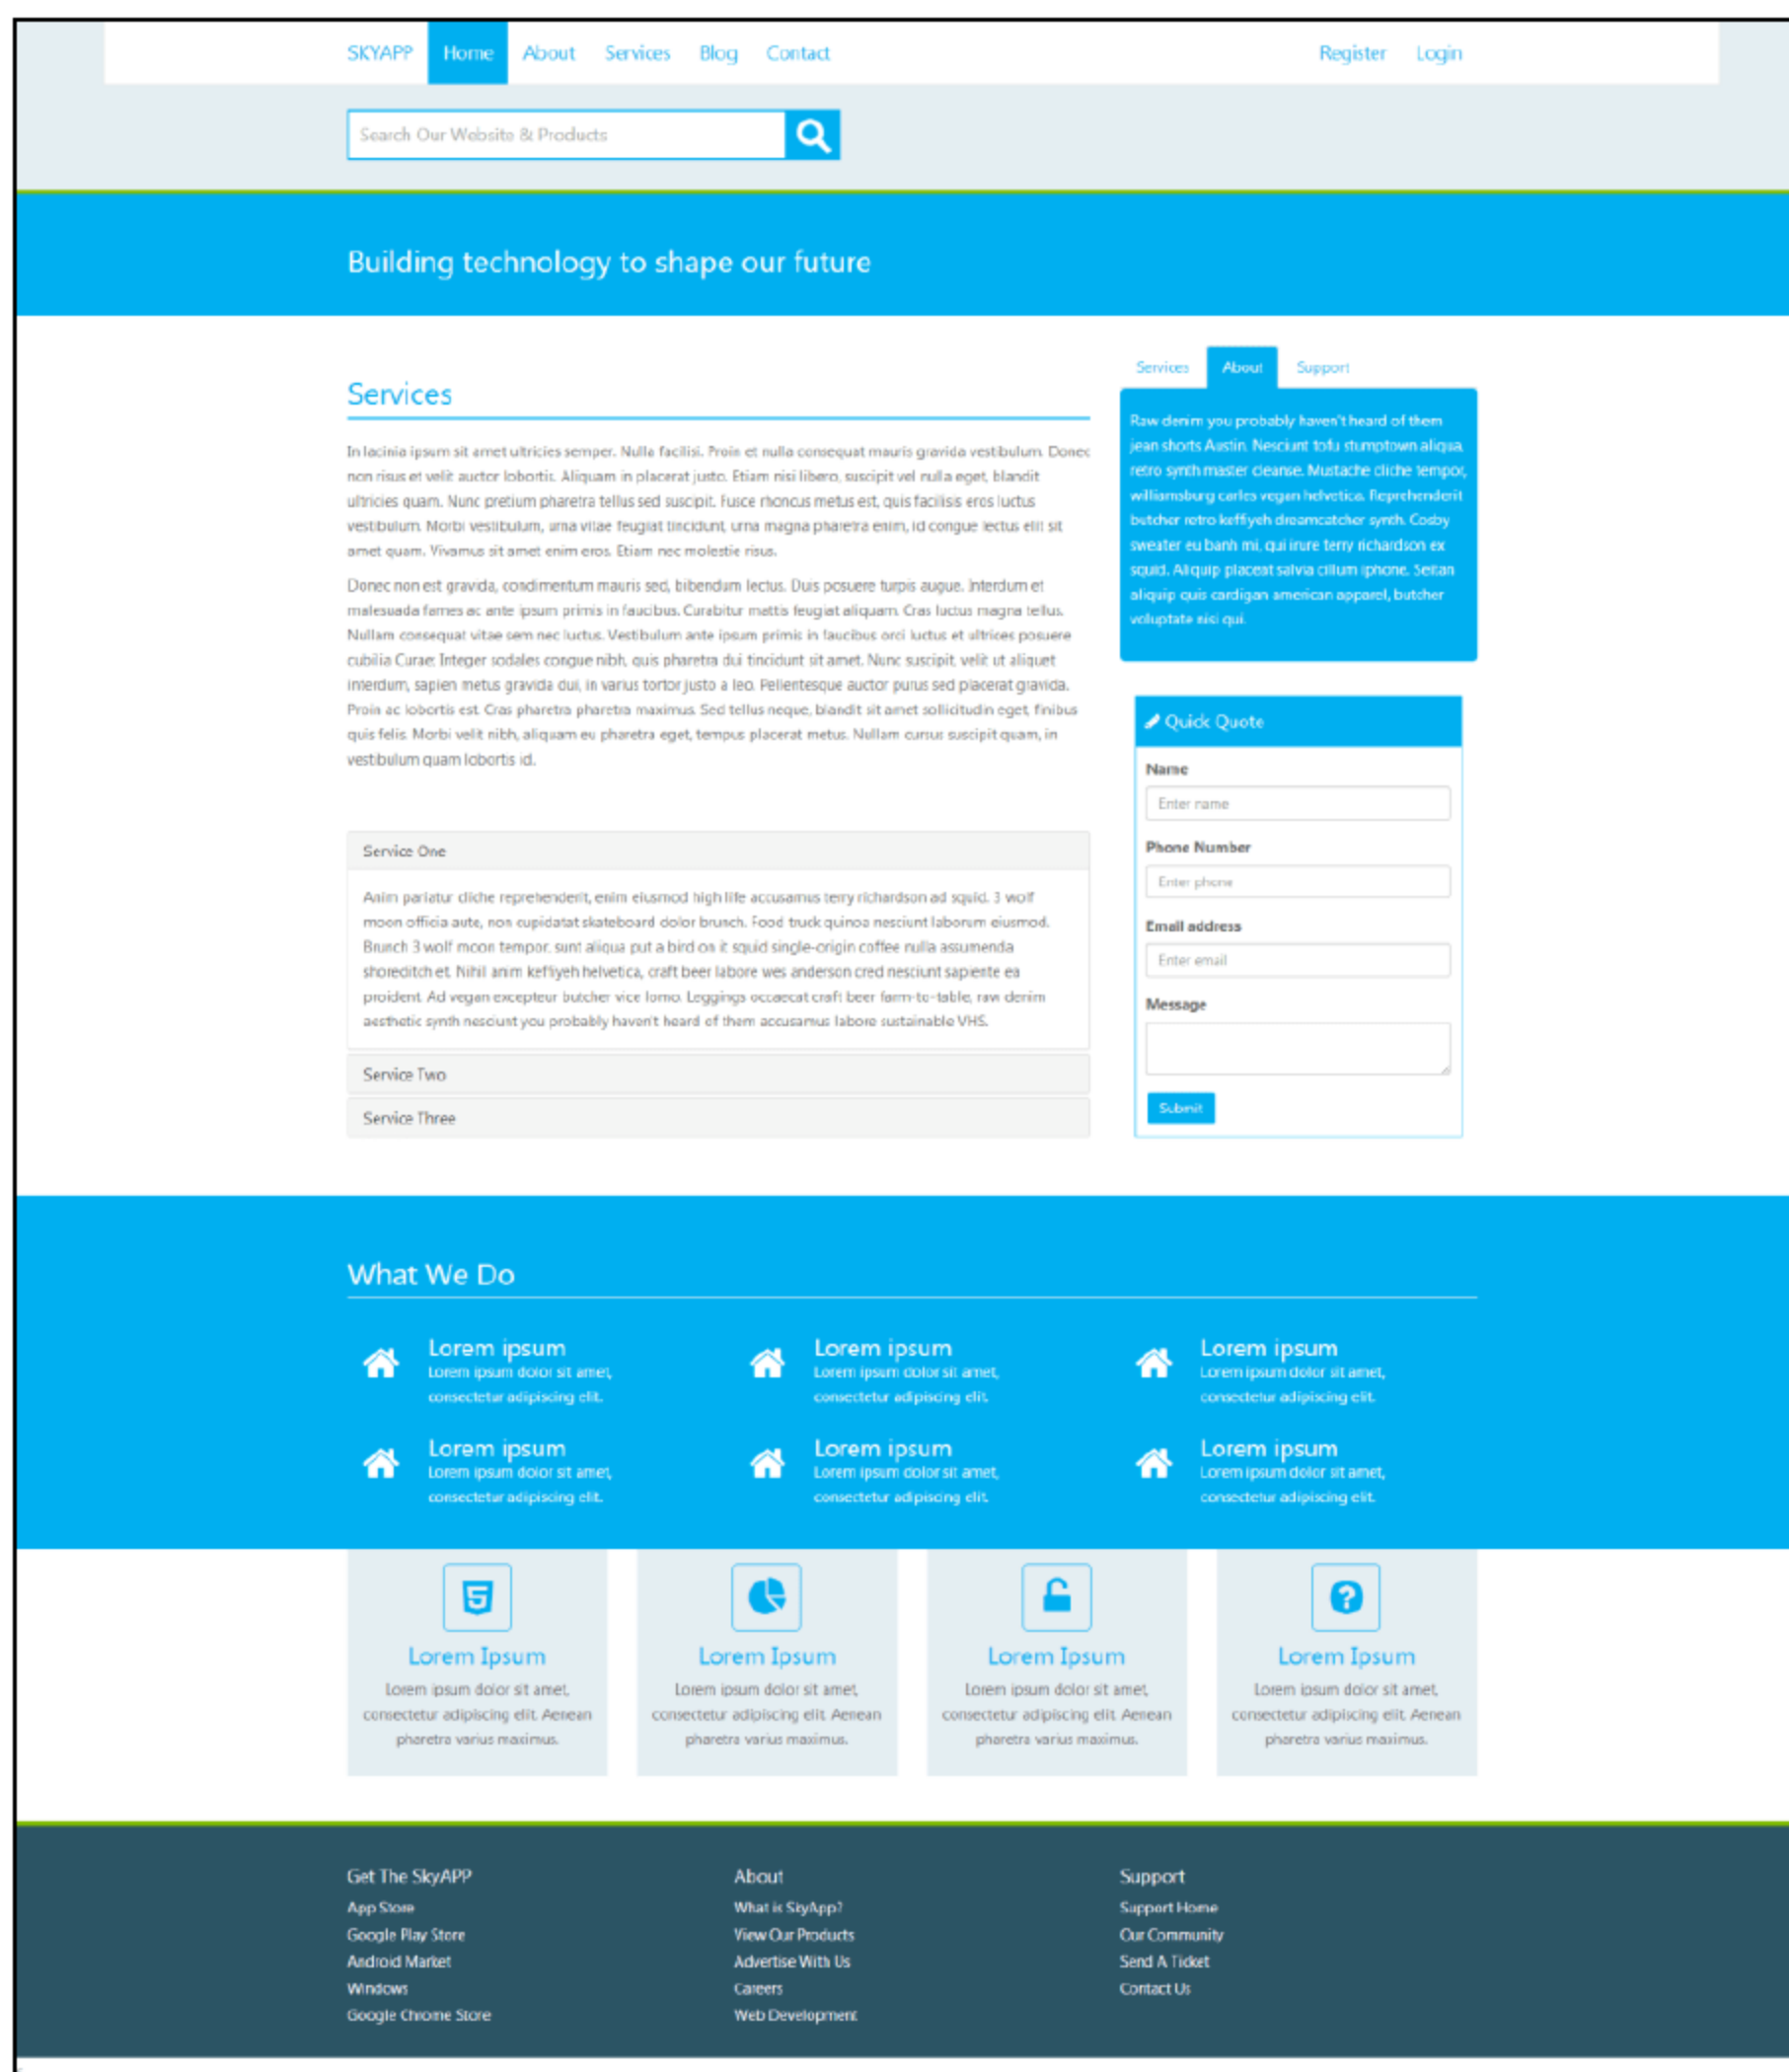 SKYAPP Home About Services Blog Contact Register Login
Search Our Website & Products
Building technology to shape our future
Services
In lacinia ipsum sit amet ultricies semper. Nulla facilisi. Proin et nulla consequat mauris gravida vestibulum. Donec
non risus et velit auctor lobortis. Aliquam in placerat justo. Etiam nisi libero, suscipit vel nulla eget, blandit
ultricies quam. Nunc pretium pharetra tellus sed suscipit. Fusce rhoncus metus est, quis facilisis eros luctus
vestibulum. Morbi vestibulum, urna vitae feugiat tincidunt, urna magna pharetra enim, id congue lectus elit sit
amet quam. Vivamus sit amet enim eros. Etiam nec molestie risus.
Donec non est gravida, condimentum mauris sed, bibendum lectus. Duis posuere turpis augue. Interdum et
malesuada fames ac ante ipsum primis in faucibus. Curabitur mattis feugiat aliquam. Cras luctus magna tellus.
Nullam consequat vitae sem nec luctus. Vestibulum ante ipsum primis in faucibus orci luctus et ultrices posuere
cubilia Curae; Integer sodales congue nibh, quis pharetra dui tincidunt sit amet. Nunc suscipit, velit ut aliquet
interdum, sapien metus gravida dui, in varius tortor justo a leo. Pellentesque auctor purus sed placerat gravida.
Proin ac lobortis est. Cras pharetra pharetra maximus. Sed tellus neque, blandit sit amet sollicitudin eget, finibus
quis felis. Morbi velit nibh, aliquam eu pharetra eget, tempus placerat metus. Nullam cursus suscipit quam, in
vestibulum quam lobortis id.
Service One
Anim pariatur cliche reprehenderit, enim eiusmod high life accusamus terry richardson ad squid. 3 wolf
moon officia aute, non cupidatat skateboard dolor brunch. Food truck quinoa nesciunt laborum eiusmod.
Brunch 3 wolf moon tempor, sunt aliqua put a bird on it squid single-origin coffee nulla assumenda
shoreditch et. Nihil anim keffiyeh helvetica, craft beer labore wes anderson cred nesciunt sapiente ea
proident. Ad vegan excepteur butcher vice lomo. Leggings occaecat craft beer farm-to-table, raw denim
aesthetic synth nesciunt you probably haven't heard of them accusamus labore sustainable VHS.
Service Two
Service Three
Services About Support
Raw denim you probably haven't heard of them
jean shorts Austin. Nesciunt tofu stumptown aliqua,
retro synth master cleanse. Mustache cliche tempor,
williamsburg carles vegan helvetica. Reprehenderit
butcher retro keffiyeh dreamcatcher synth. Cosby
sweater eu banh mi, qui irure terry richardson ex
squid. Aliquip placeat salvia cillum iphone. Seitan
aliquip quis cardigan american apparel, butcher
voluptate nisi qui.
Quick Quote
Name
Enter name
Phone Number
Enter phone
Email address
Enter email
Message
Submit
What We Do
Lorem ipsum Lorem ipsum Lorem ipsum
Lorem ipsum dolor sit amet, Lorem ipsum dolor sit amet, Lorem ipsum dolor sit amet,
consectetur adipiscing elit. consectetur adipiscing elit. consectetur adipiscing elit.
Lorem ipsum Lorem ipsum Lorem ipsum
Lorem ipsum dolor sit amet, Lorem ipsum dolor sit amet, Lorem ipsum dolor sit amet,
consectetur adipiscing elit. consectetur adipiscing elit. consectetur adipiscing elit.
Lorem Ipsum Lorem Ipsum Lorem Ipsum Lorem Ipsum
Lorem ipsum dolor sit amet, Lorem ipsum dolor sit amet, Lorem ipsum dolor sit amet, Lorem ipsum dolor sit amet,
consectetur adipiscing elit. Aenean consectetur adipiscing elit. Aenean consectetur adipiscing elit. Aenean consectetur adipiscing elit. Aenean
pharetra varius maximus. pharetra varius maximus. pharetra varius maximus. pharetra varius maximus.
Get The SkyAPP
App Store
Google Play Store
Android Market
Windows
Google Chrome Store
About
What is SkyApp?
View Our Products
Advertise With Us
Careers
Web Development
Support
Support Home
Our Community
Send A Ticket
Contact Us